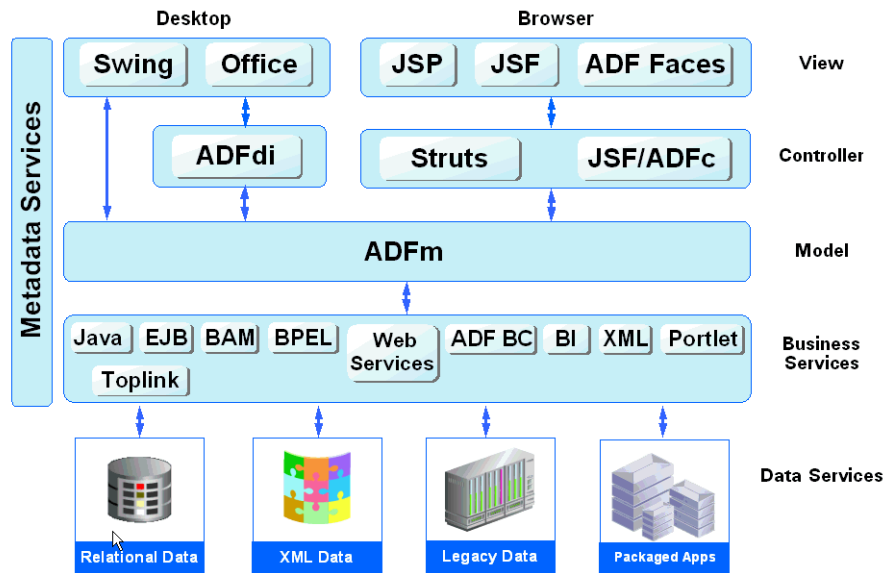 Desktop
Browser
Metadata Services
Swing
Office
JSP
JSF
ADF Faces
View
ADFdi
Struts
JSF/ADFc
Controller
ADFm
Model
Java
EJB
BAM
BPEL
Web
Services
ADF BC
BI
XML
Portlet
Toplink
Business
Services
Data Services
Relational Data
XML Data
Legacy Data
Packaged Apps